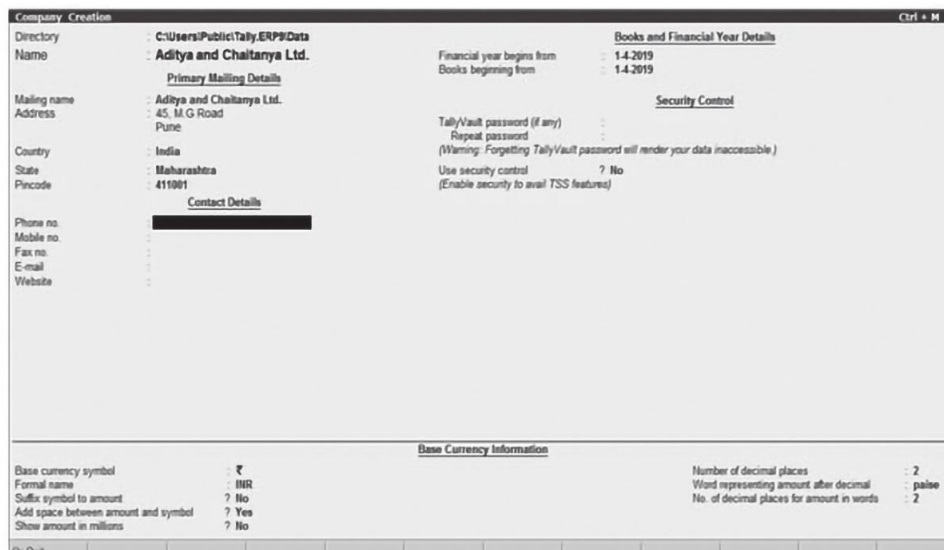 Company Creation Ctrl + M
Directory : C:\Users\Public\Tally.ERP9\Data
Name : Aditya and Chaitanya Ltd.
Primary Mailing Details
Mailing name : Aditya and Chaitanya Ltd.
Address : 45, M.G Road
Pune
Country : India
State : Maharashtra
Pincode : 411001
Contact Details
Phone no. :
Mobile no. :
Fax no. :
E-mail :
Website :
Books and Financial Year Details
Financial year begins from : 1-4-2019
Books beginning from : 1-4-2019
Security Control
TallyVault password (if any) :
Repeat password :
(Warning: Forgetting TallyVault password will render your data inaccessible.)
Use security control ? No
(Enable security to avail TSS features)
Base Currency Information
Base currency symbol : ₹
Formal name : INR
Suffix symbol to amount ? No
Add space between amount and symbol ? Yes
Show amount in millions ? No
Number of decimal places : 2
Word representing amount after decimal : paise
No. of decimal places for amount in words : 2